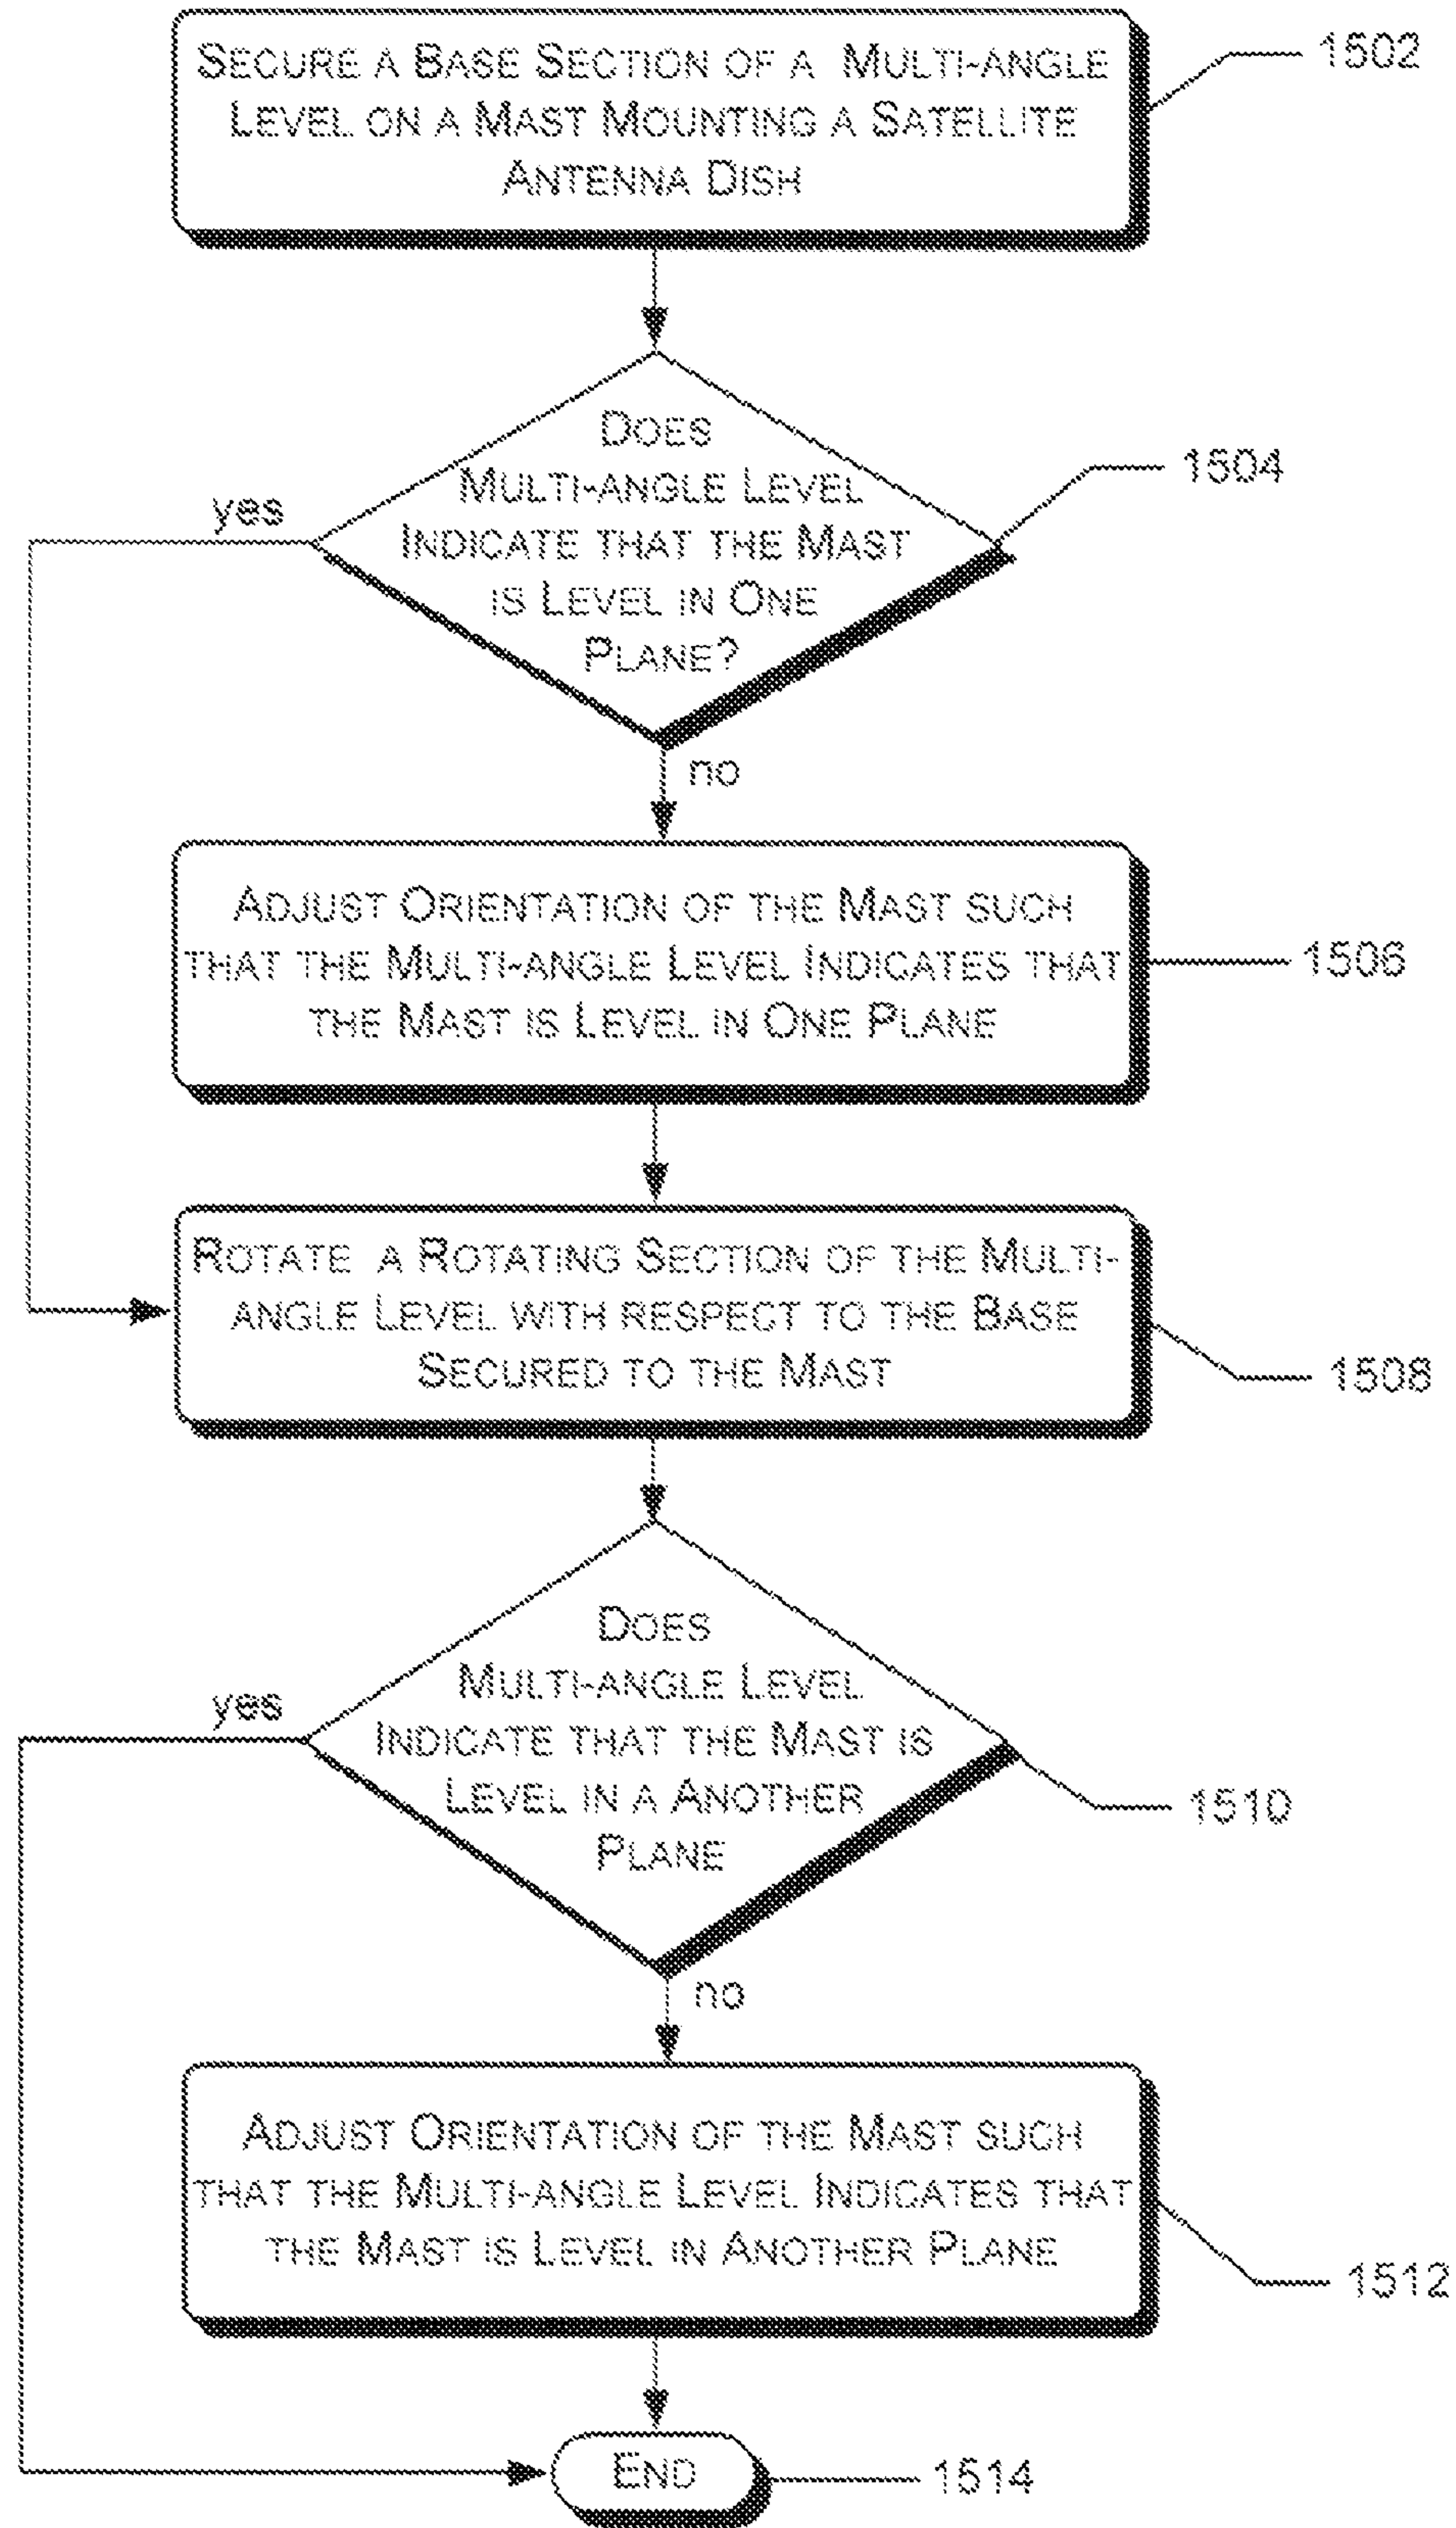 SECURE A BASE SECTION OF A MULTI-ANGLE
LEVEL ON A MAST MOUNTING A SATELLITE
ANTENNA DISH
1502
DOES
MULTI-ANGLE LEVEL
INDICATE THAT THE MAST
IS LEVEL IN ONE
PLANE?
1504
yes
no
ADJUST ORIENTATION OF THE MAST SUCH
THAT THE MULTI-ANGLE LEVEL INDICATES THAT
THE MAST IS LEVEL IN ONE PLANE
1506
ROTATE A ROTATING SECTION OF THE MULTI-
ANGLE LEVEL WITH RESPECT TO THE BASE
SECURED TO THE MAST
1508
DOES
MULTI-ANGLE LEVEL
INDICATE THAT THE MAST IS
LEVEL IN A ANOTHER
PLANE
1510
yes
no
ADJUST ORIENTATION OF THE MAST SUCH
THAT THE MULTI-ANGLE LEVEL INDICATES THAT
THE MAST IS LEVEL IN ANOTHER PLANE
1512
END
1514